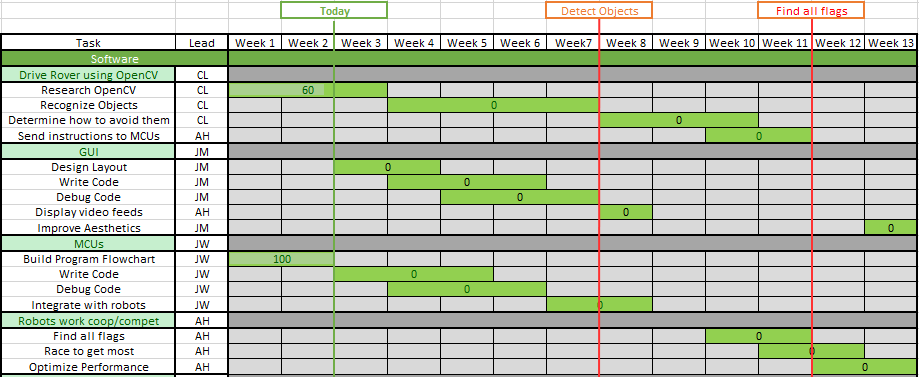 Today Detect Objects Find all flags
Task Lead Week 1 Week 2 Week 3 Week 4 Week 5 Week 6 Week7 Week 8 Week 9 Week 10 Week 11 Week 12 Week 13
Software
Drive Rover using OpenCV CL
Research OpenCV CL 60
Recognize Objects CL 0
Determine how to avoid them CL 0
Send instructions to MCUs AH 0
GUI JM
Design Layout JM 0
Write Code JM 0
Debug Code JM 0
Display video feeds AH 0
Improve Aesthetics JM 0
MCUs JW
Build Program Flowchart JW 100
Write Code JW 0
Debug Code JW 0
Integrate with robots JW 0
Robots work coop/compet AH
Find all flags AH 0
Race to get most AH 0
Optimize Performance AH 0